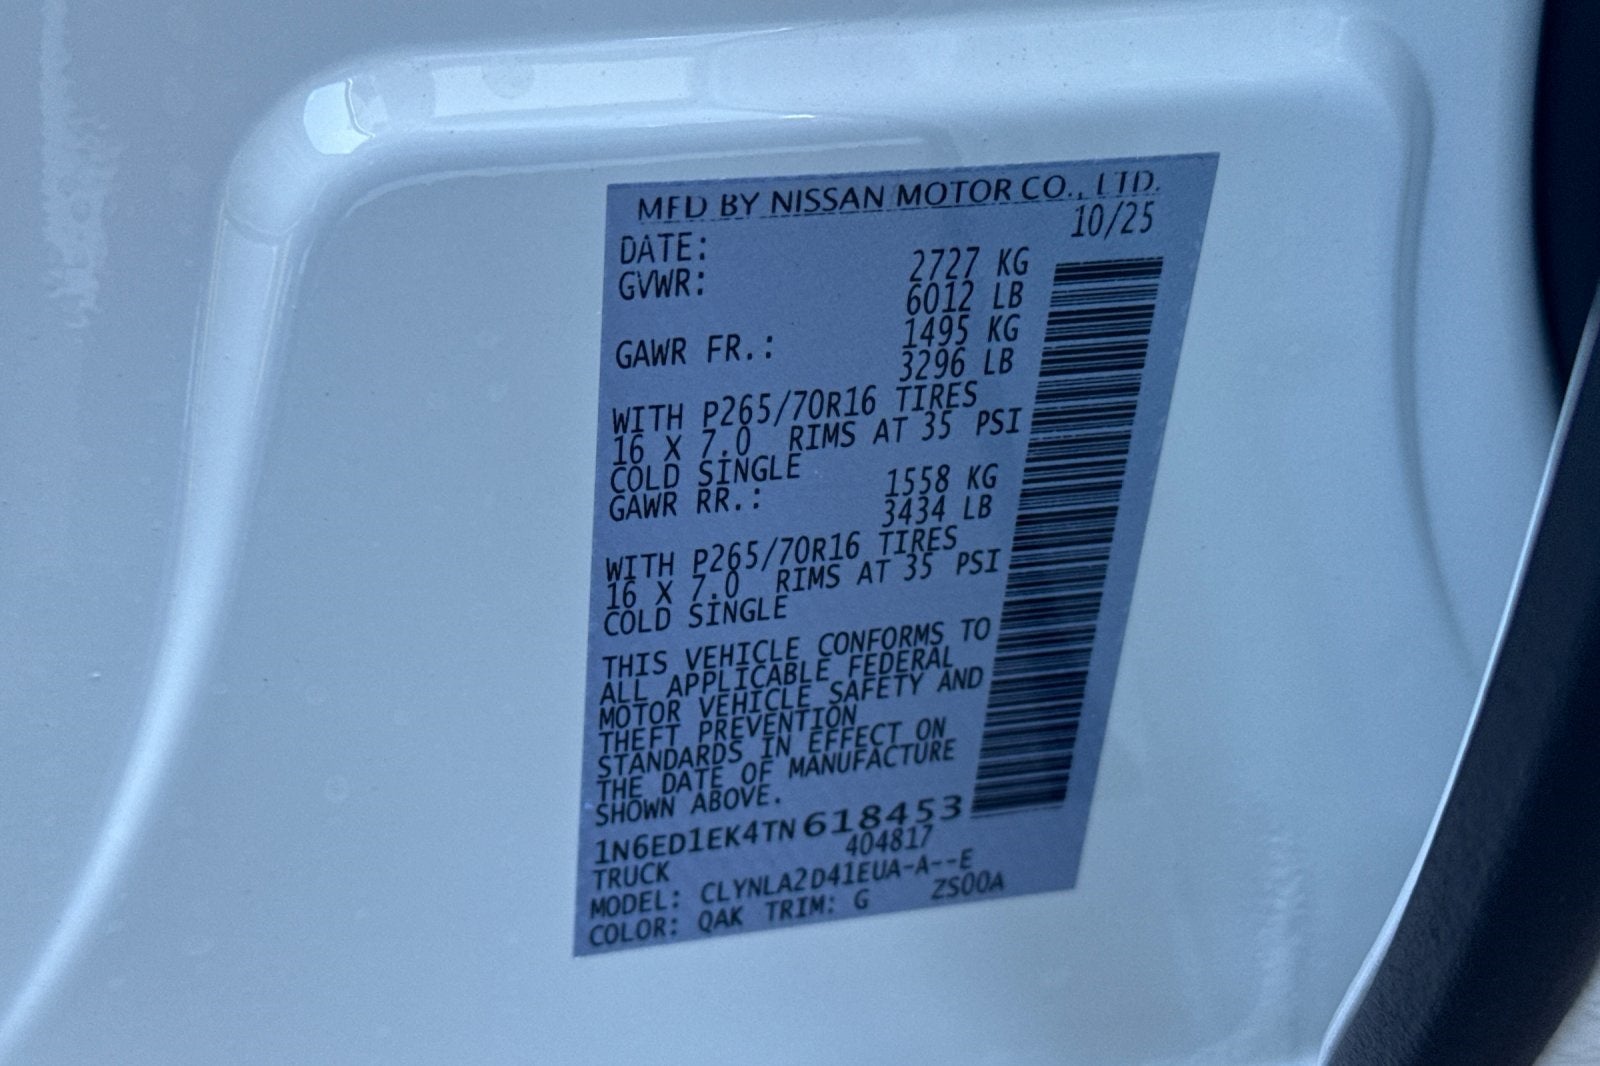 MFD BY NISSAN MOTOR CO., LTD.
DATE: 10/25
GVWR: 2727 KG
6012 LB
GAWR FR.: 1495 KG
3296 LB
WITH P265/70R16 TIRES
16 X 7.0 RIMS AT 35 PSI
COLD SINGLE
GAWR RR.: 1558 KG
3434 LB
WITH P265/70R16 TIRES
16 X 7.0 RIMS AT 35 PSI
COLD SINGLE
THIS VEHICLE CONFORMS TO
ALL APPLICABLE FEDERAL
MOTOR VEHICLE SAFETY AND
THEFT PREVENTION
STANDARDS IN EFFECT ON
THE DATE OF MANUFACTURE
SHOWN ABOVE.
1N6ED1EK4TN618453
TRUCK 404817
MODEL: CLYNLA2D41EUA-A--E
COLOR: QAK TRIM: G ZS00A